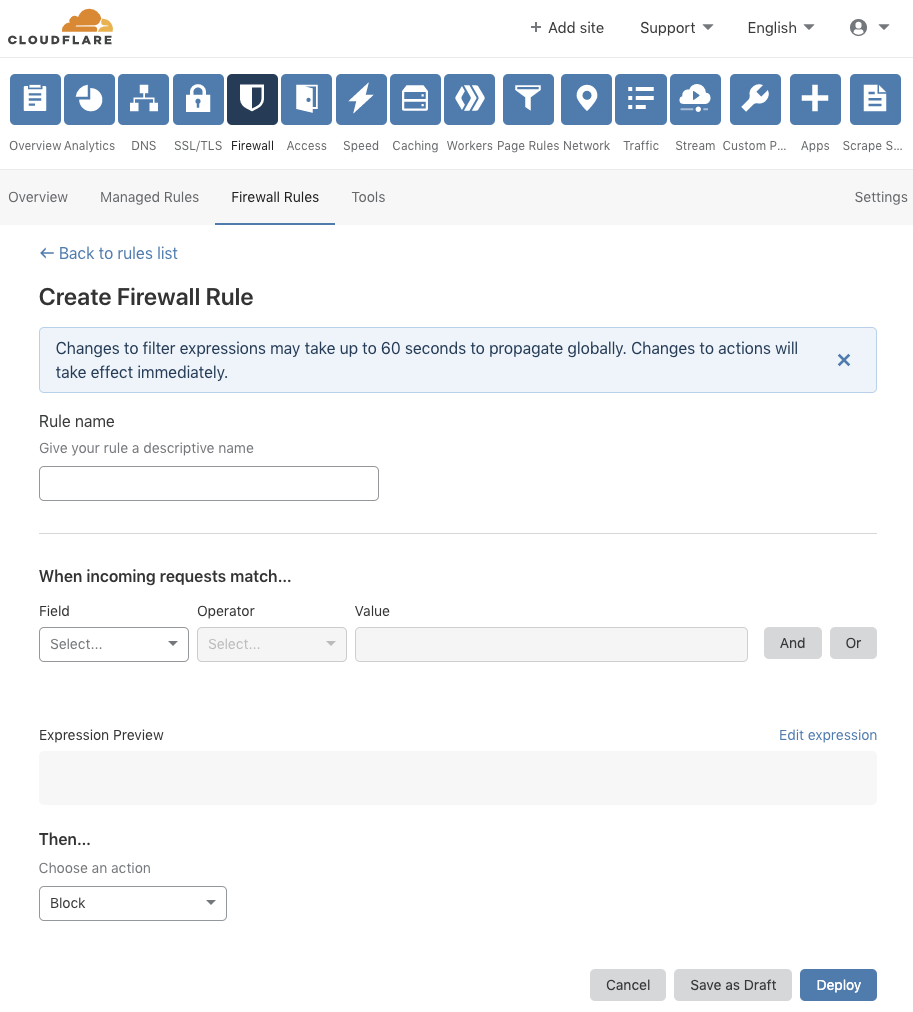 CLOUDFLARE
+ Add site Support English
Overview Analytics DNS SSL/TLS Firewall Access Speed Caching Workers Page Rules Network Traffic Stream Custom P... Apps Scrape S...
Overview Managed Rules Firewall Rules Tools Settings
← Back to rules list
Create Firewall Rule
Changes to filter expressions may take up to 60 seconds to propagate globally. Changes to actions will
take effect immediately.
Rule name
Give your rule a descriptive name
When incoming requests match...
Field Operator Value
Select... Select... And Or
Expression Preview Edit expression
Then...
Choose an action
Block
Cancel Save as Draft Deploy